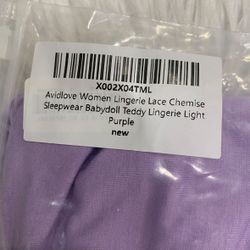 X002X04TML
Avidlove Women Lingerie Lace Chemise
Sleepwear Babydoll Teddy Lingerie Light
Purple
new